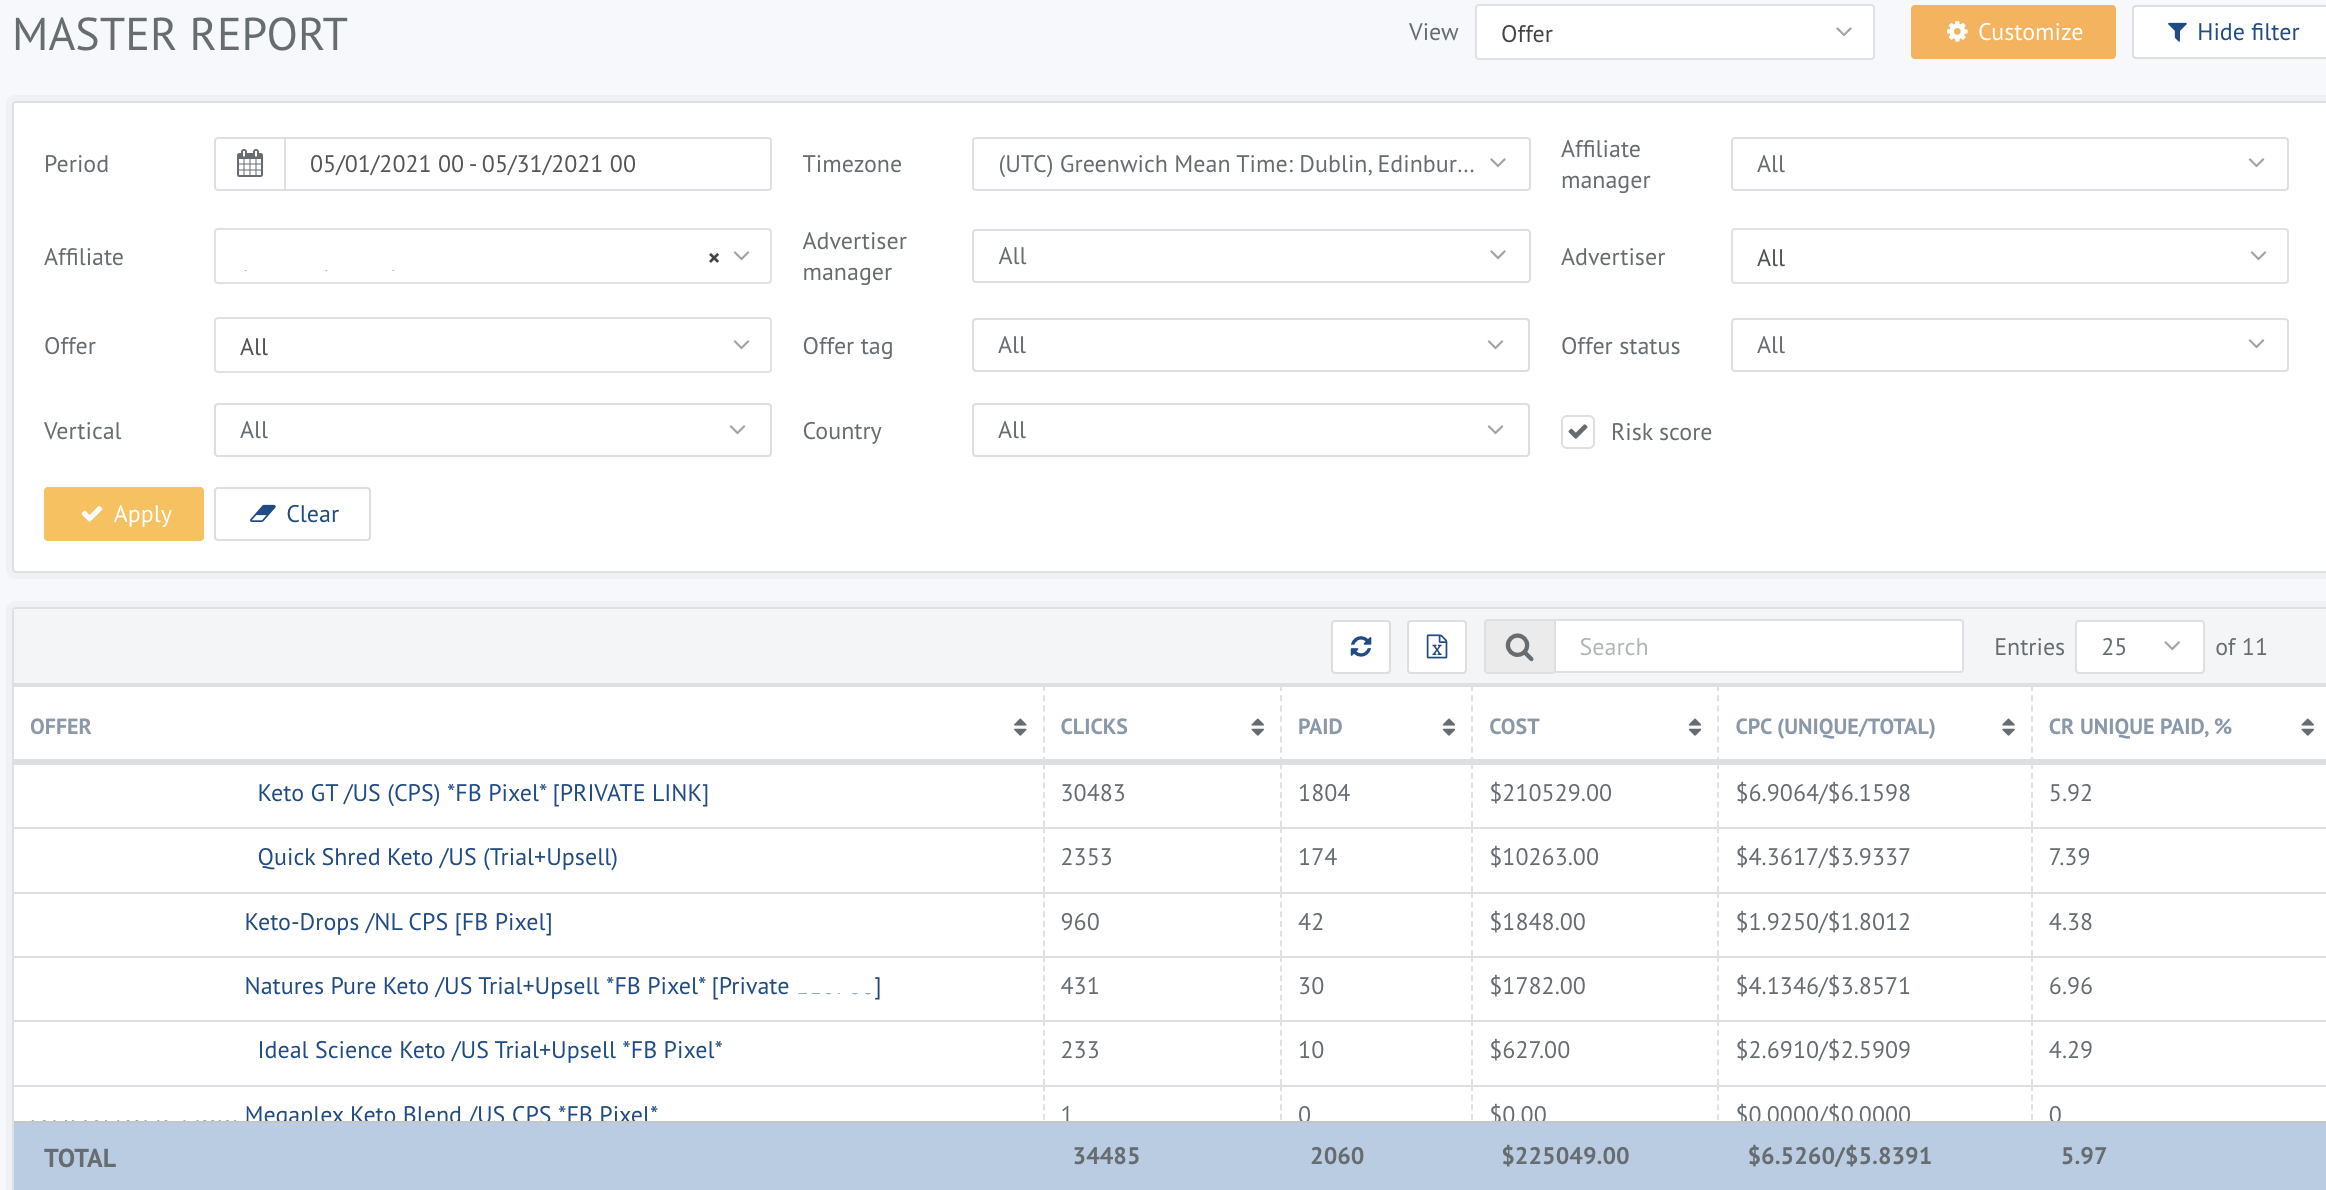 MASTER REPORT View Offer Customize Hide filter
Period 05/01/2021 00 - 05/31/2021 00 Timezone (UTC) Greenwich Mean Time: Dublin, Edinbur... Affiliate manager All
Affiliate × Advertiser manager All Advertiser All
Offer All Offer tag All Offer status All
Vertical All Country All Risk score
Apply Clear
Search Entries 25 of 11
OFFER CLICKS PAID COST CPC (UNIQUE/TOTAL) CR UNIQUE PAID, %
Keto GT /US (CPS) *FB Pixel* [PRIVATE LINK] 30483 1804 $210529.00 $6.9064/$6.1598 5.92
Quick Shred Keto /US (Trial+Upsell) 2353 174 $10263.00 $4.3617/$3.9337 7.39
Keto-Drops /NL CPS [FB Pixel] 960 42 $1848.00 $1.9250/$1.8012 4.38
Natures Pure Keto /US Trial+Upsell *FB Pixel* [Private ] 431 30 $1782.00 $4.1346/$3.8571 6.96
Ideal Science Keto /US Trial+Upsell *FB Pixel* 233 10 $627.00 $2.6910/$2.5909 4.29
Megaplex Keto Blend /US CPS *FB Pixel* 1 0 $0.00 $0.0000/$0.0000 0
TOTAL 34485 2060 $225049.00 $6.5260/$5.8391 5.97